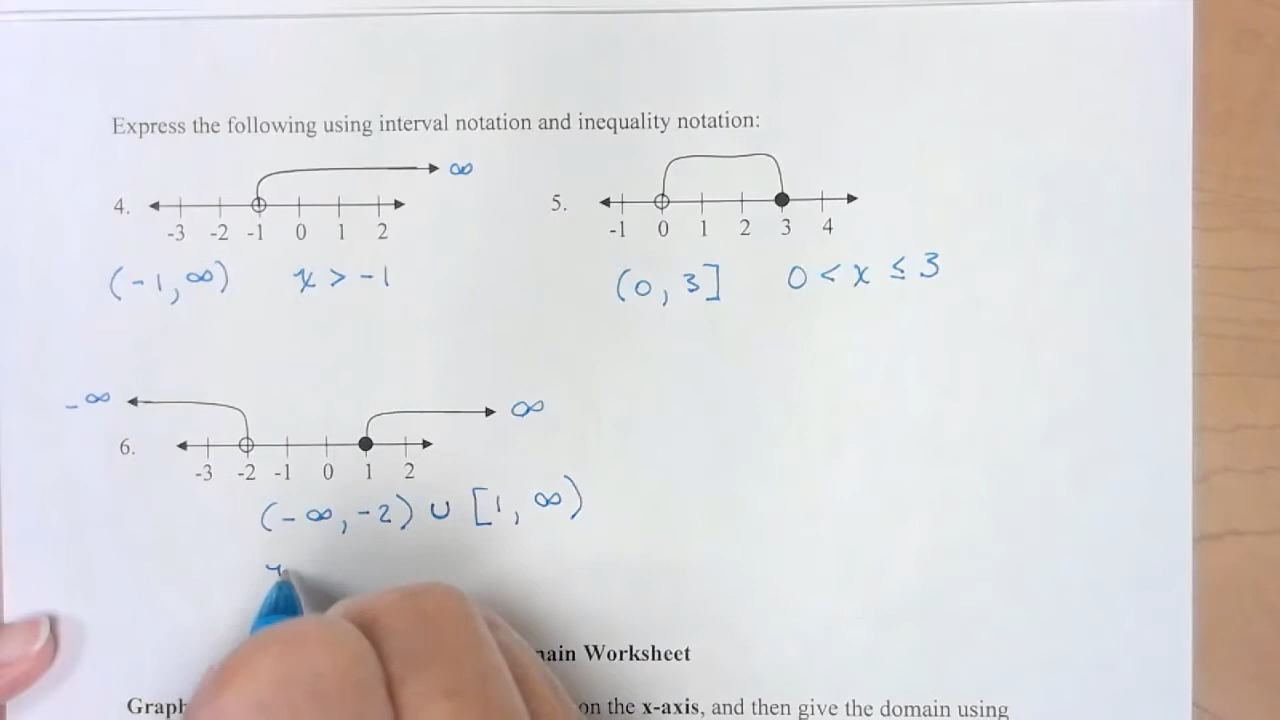 Express the following using interval notation and inequality notation:
4. ∞
-3 -2 -1 0 1 2
(-1, ∞) x > -1
5.
-1 0 1 2 3 4
(0, 3] 0 < x ≤ 3
-∞ ∞
6.
-3 -2 -1 0 1 2
(-∞, -2) ∪ [1, ∞)
Worksheet
on the x-axis, and then give the domain using